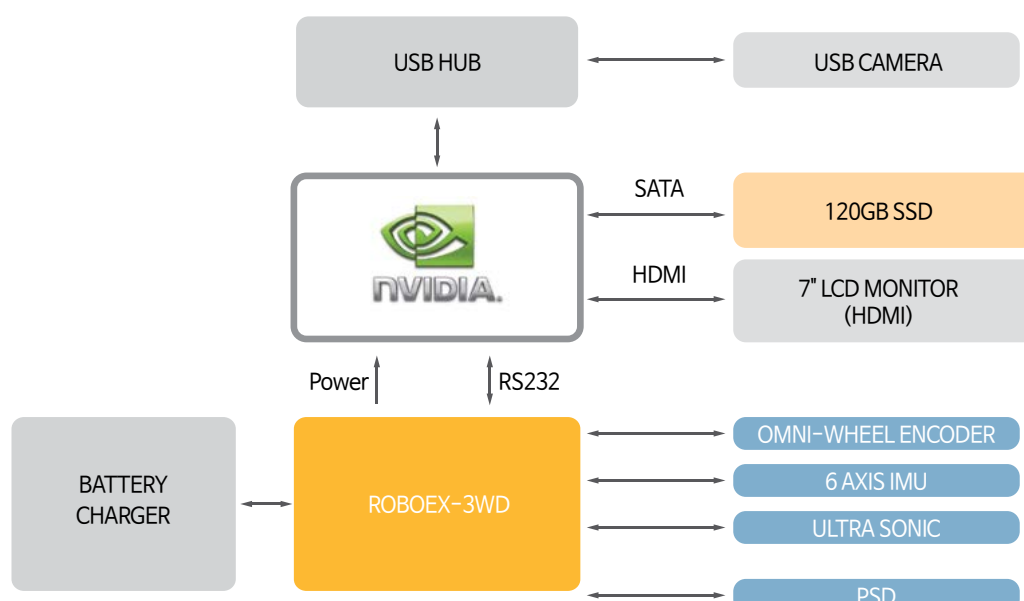 USB HUB
USB CAMERA
SATA
120GB SSD
NVIDIA.
HDMI
7" LCD MONITOR
(HDMI)
Power
RS232
OMNI-WHEEL ENCODER
BATTERY
CHARGER
ROBOEX-3WD
6 AXIS IMU
ULTRA SONIC
PSD